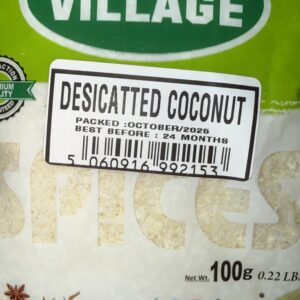 VILLAGE
DESICATTED COCONUT
PACKED :OCTOBER/2025
BEST BEFORE : 24 MONTHS
5 060916 992153
SPICES
Net Wt. 100g 0.22 LB